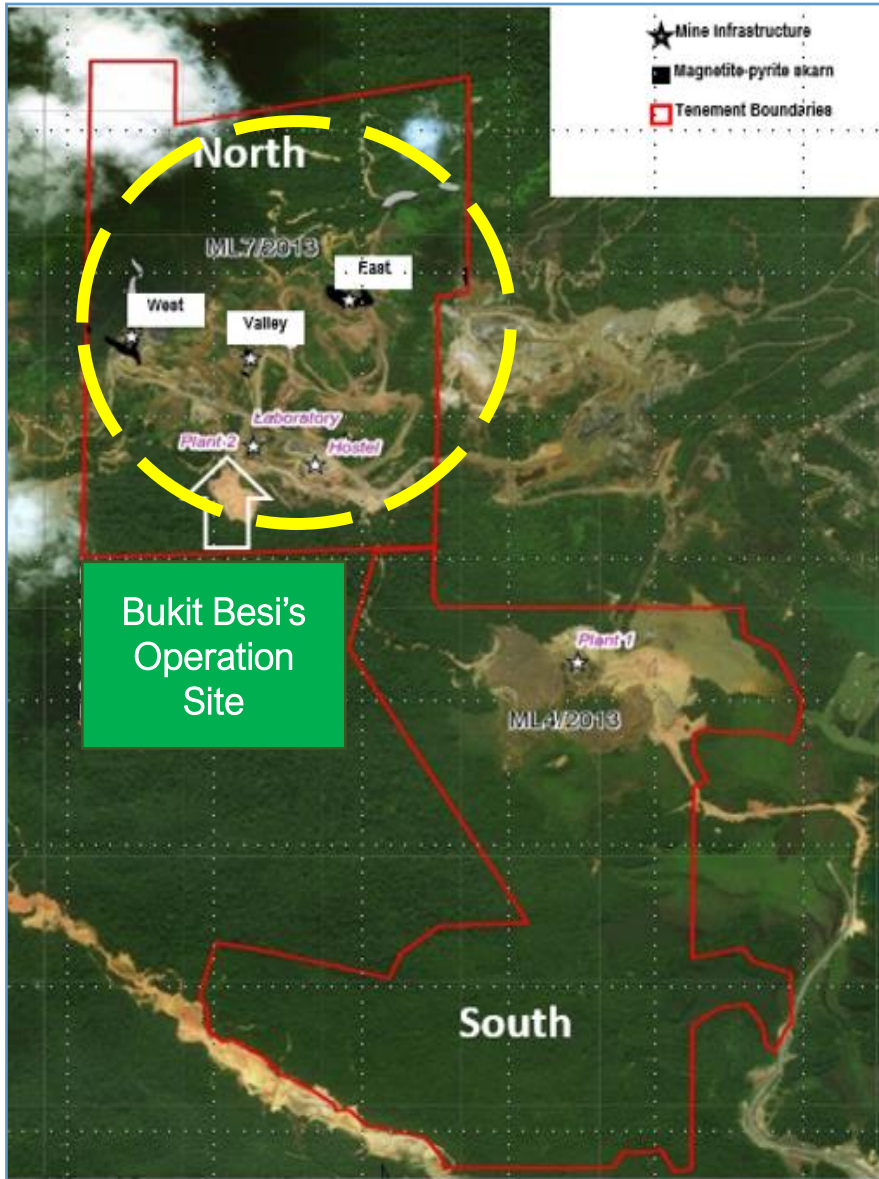 Mine Infrastructure
Magnetite-pyrite skarn
Tenement Boundaries
North
ML7/2013
East
West
Valley
Laboratory
Plant 2
Hostel
Bukit Besi's
Operation
Site
Plant 1
ML4/2013
South